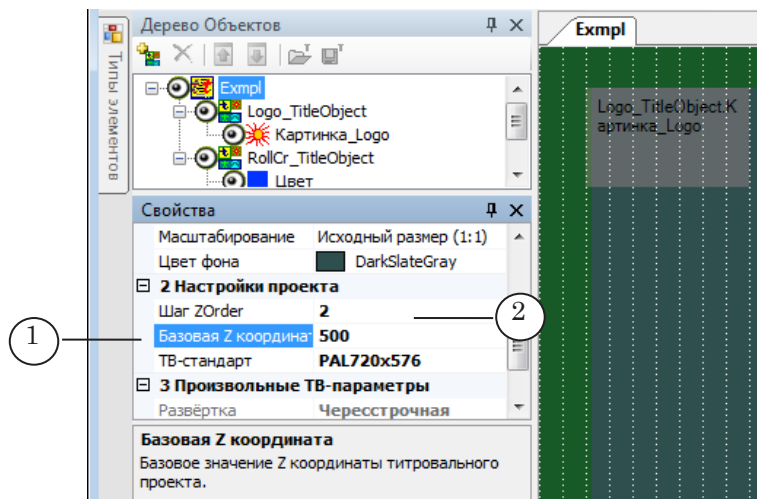 Типы элементов
Дерево Объектов
Exmpl
Logo_TitleObject
Картинка_Logo
RollCr_TitleObject
Цвет
Свойства
Масштабирование Исходный размер (1:1)
Цвет фона DarkSlateGray
2 Настройки проекта
Шаг ZOrder 2
Базовая Z координат 500
ТВ-стандарт PAL720x576
3 Произвольные ТВ-параметры
Развёртка Чересстрочная
Базовая Z координата
Базовое значение Z координаты титровального
проекта.
1
2
Exmpl
Logo_TitleObject.К
артинка_Logo